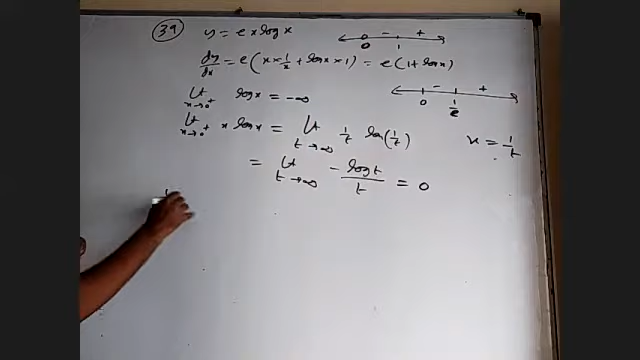 39 y = e x log x - + 0 1
dy/dx = e ( x × 1/x + log x × 1 ) = e ( 1 + log x )
- + 0 1/e
Lt x → 0+ log x = -∞
Lt x → 0+ x log x = Lt t → ∞ 1/t log ( 1/t ) x = 1/t
= Lt t → ∞ - log t / t = 0